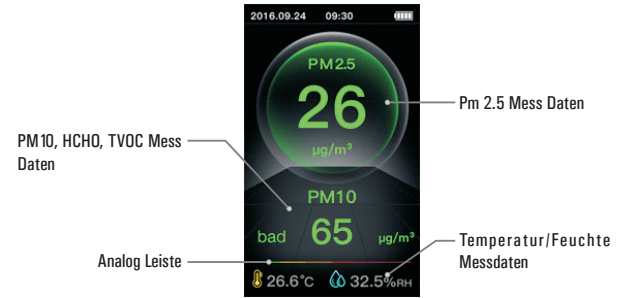 2016.09.24 09:30
PM2.5
26
µg/m³
Pm 2.5 Mess Daten
PM10, HCHO, TVOC Mess
Daten
PM10
bad 65 µg/m³
Analog Leiste
Temperatur/Feuchte
Messdaten
26.6°C 32.5%RH